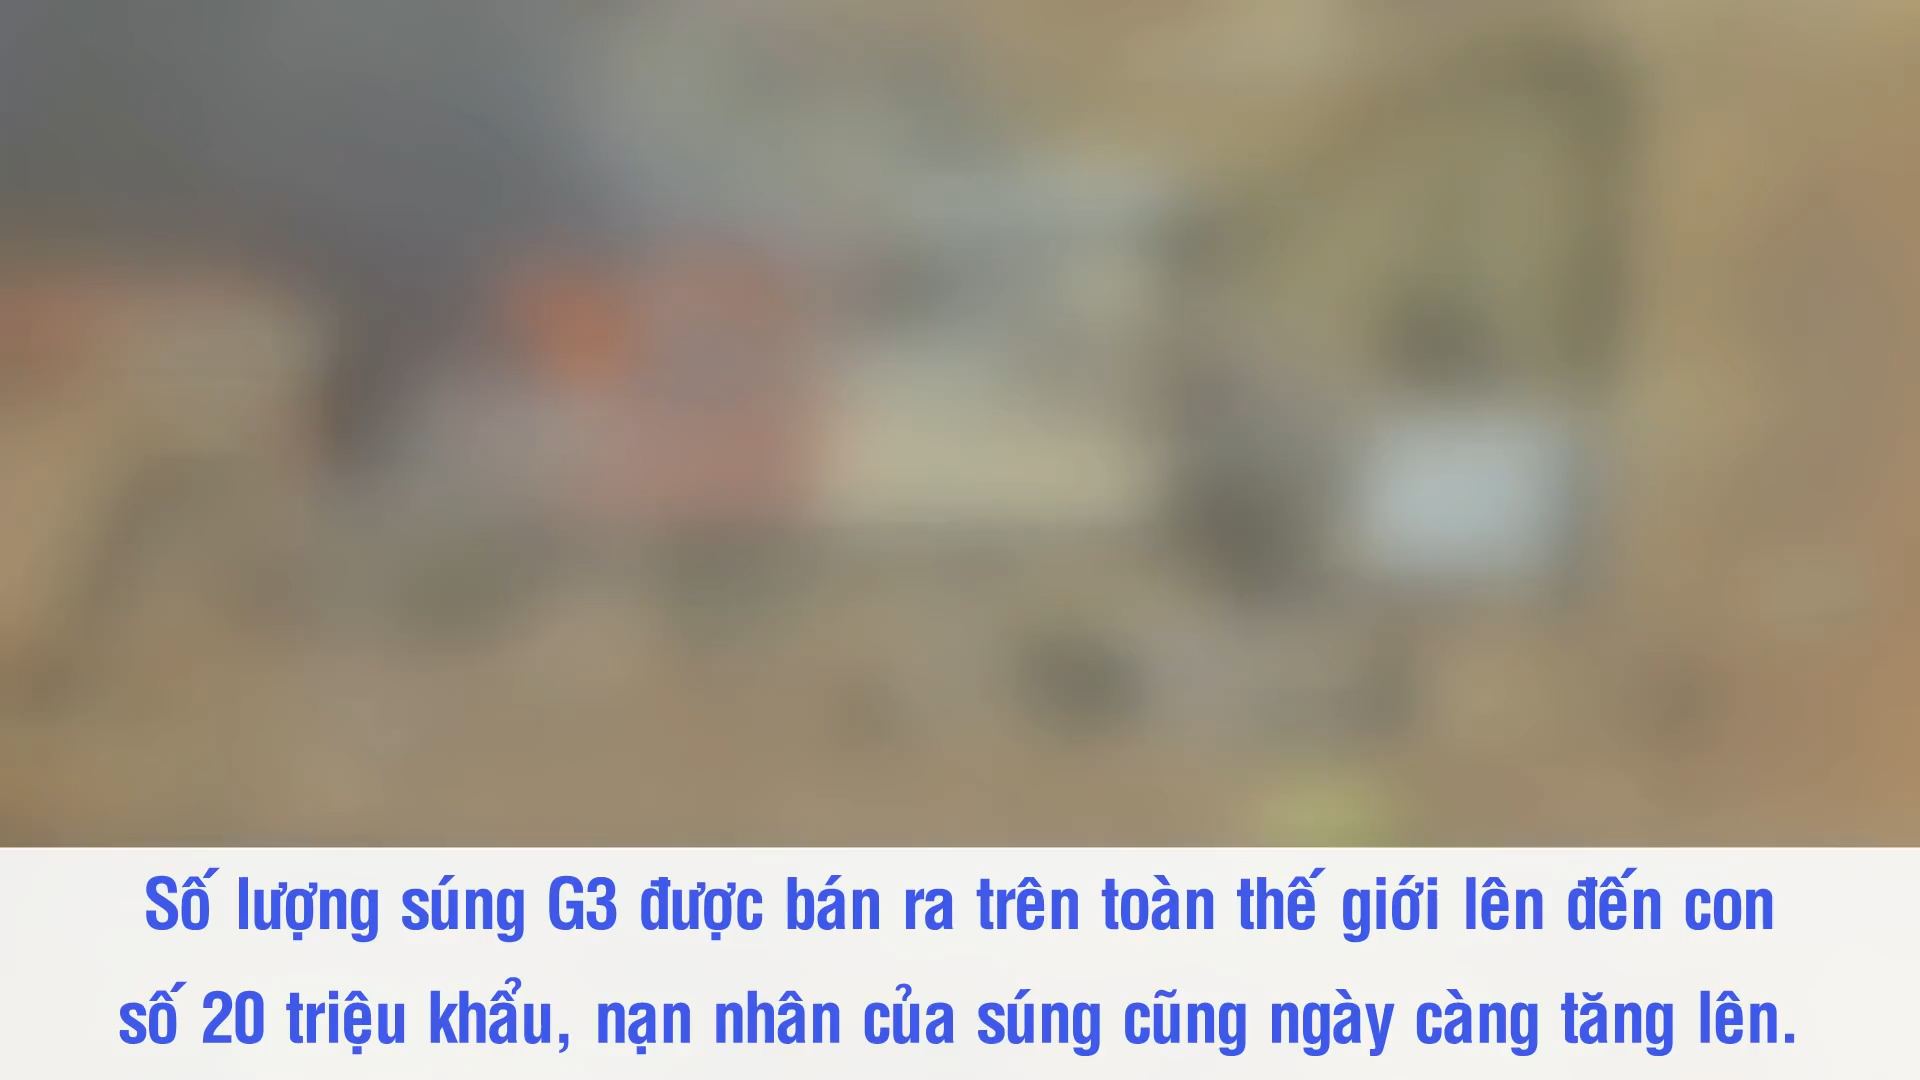 Số lượng súng G3 được bán ra trên toàn thế giới lên đến con
số 20 triệu khẩu, nạn nhân của súng cũng ngày càng tăng lên.